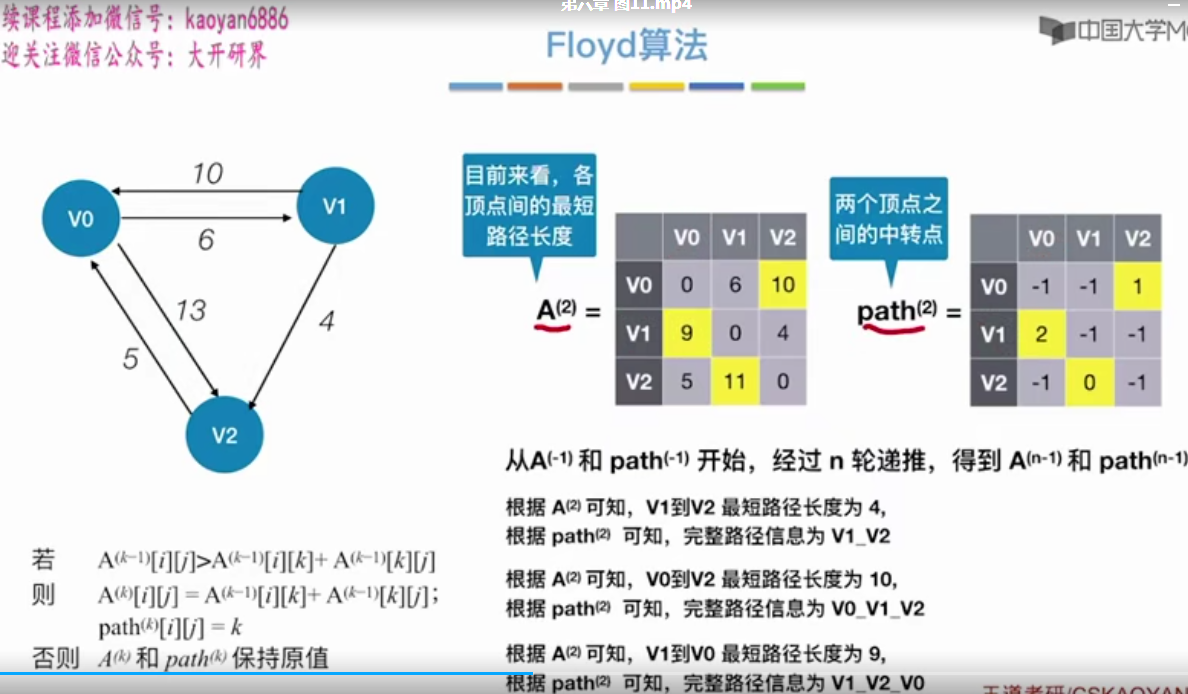 第六章 图11.mp4
续课程添加微信号：kaoyan6886
迎关注微信公众号：大开研界
Floyd算法
中国大学M
10
V0
V1
6
13
4
5
V2
目前来看，各
顶点间的最短
路径长度
A⁽²⁾ =
V0 V1 V2
V0 0 6 10
V1 9 0 4
V2 5 11 0
两个顶点之
间的中转点
path⁽²⁾ =
V0 V1 V2
V0 -1 -1 1
V1 2 -1 -1
V2 -1 0 -1
从A⁽⁻¹⁾ 和 path⁽⁻¹⁾ 开始，经过 n 轮递推，得到 A⁽ⁿ⁻¹⁾ 和 path⁽ⁿ⁻¹⁾
根据 A⁽²⁾ 可知，V1到V2 最短路径长度为 4,
根据 path⁽²⁾ 可知，完整路径信息为 V1_V2
根据 A⁽²⁾ 可知，V0到V2 最短路径长度为 10,
根据 path⁽²⁾ 可知，完整路径信息为 V0_V1_V2
根据 A⁽²⁾ 可知，V1到V0 最短路径长度为 9,
根据 path⁽²⁾ 可知，完整路径信息为 V1_V2_V0
若 A⁽ᵏ⁻¹⁾[i][j]>A⁽ᵏ⁻¹⁾[i][k]+ A⁽ᵏ⁻¹⁾[k][j]
则 A⁽ᵏ⁾[i][j] = A⁽ᵏ⁻¹⁾[i][k]+ A⁽ᵏ⁻¹⁾[k][j]；
path⁽ᵏ⁾[i][j] = k
否则 A⁽ᵏ⁾ 和 path⁽ᵏ⁾ 保持原值
王道考研/CSKAOYAN